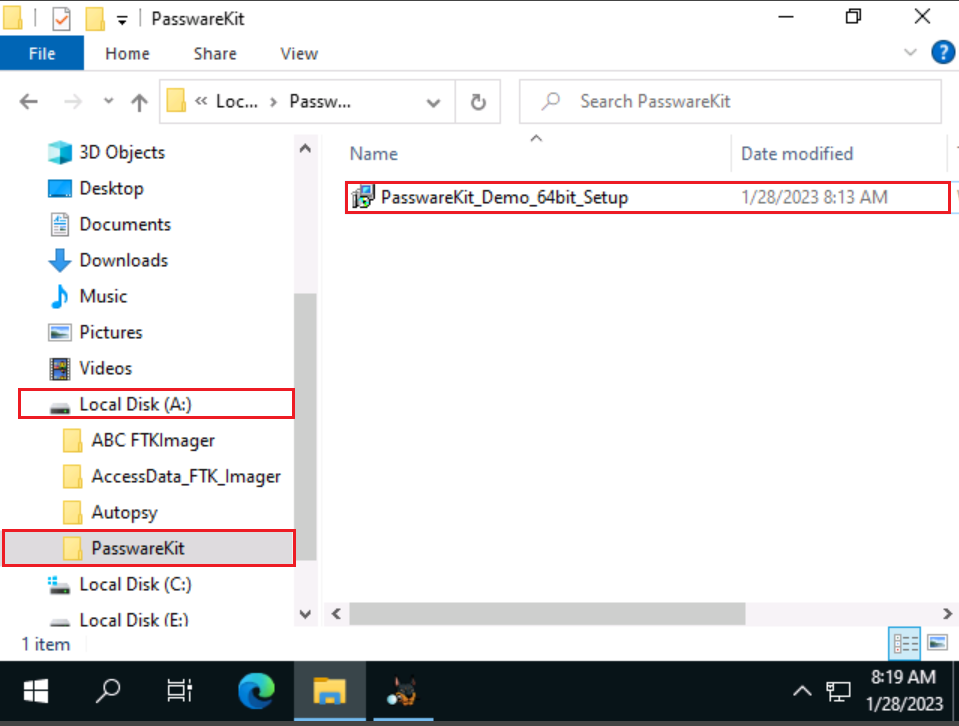 PasswareKit
File Home Share View
?
« Loc... › Passw... Search PasswareKit
Name Date modified
3D Objects
PasswareKit_Demo_64bit_Setup 1/28/2023 8:13 AM
Desktop
Documents
Downloads
Music
Pictures
Videos
Local Disk (A:)
ABC FTKImager
AccessData_FTK_Imager
Autopsy
PasswareKit
Local Disk (C:)
Local Disk (E:)
1 item
8:19 AM
1/28/2023